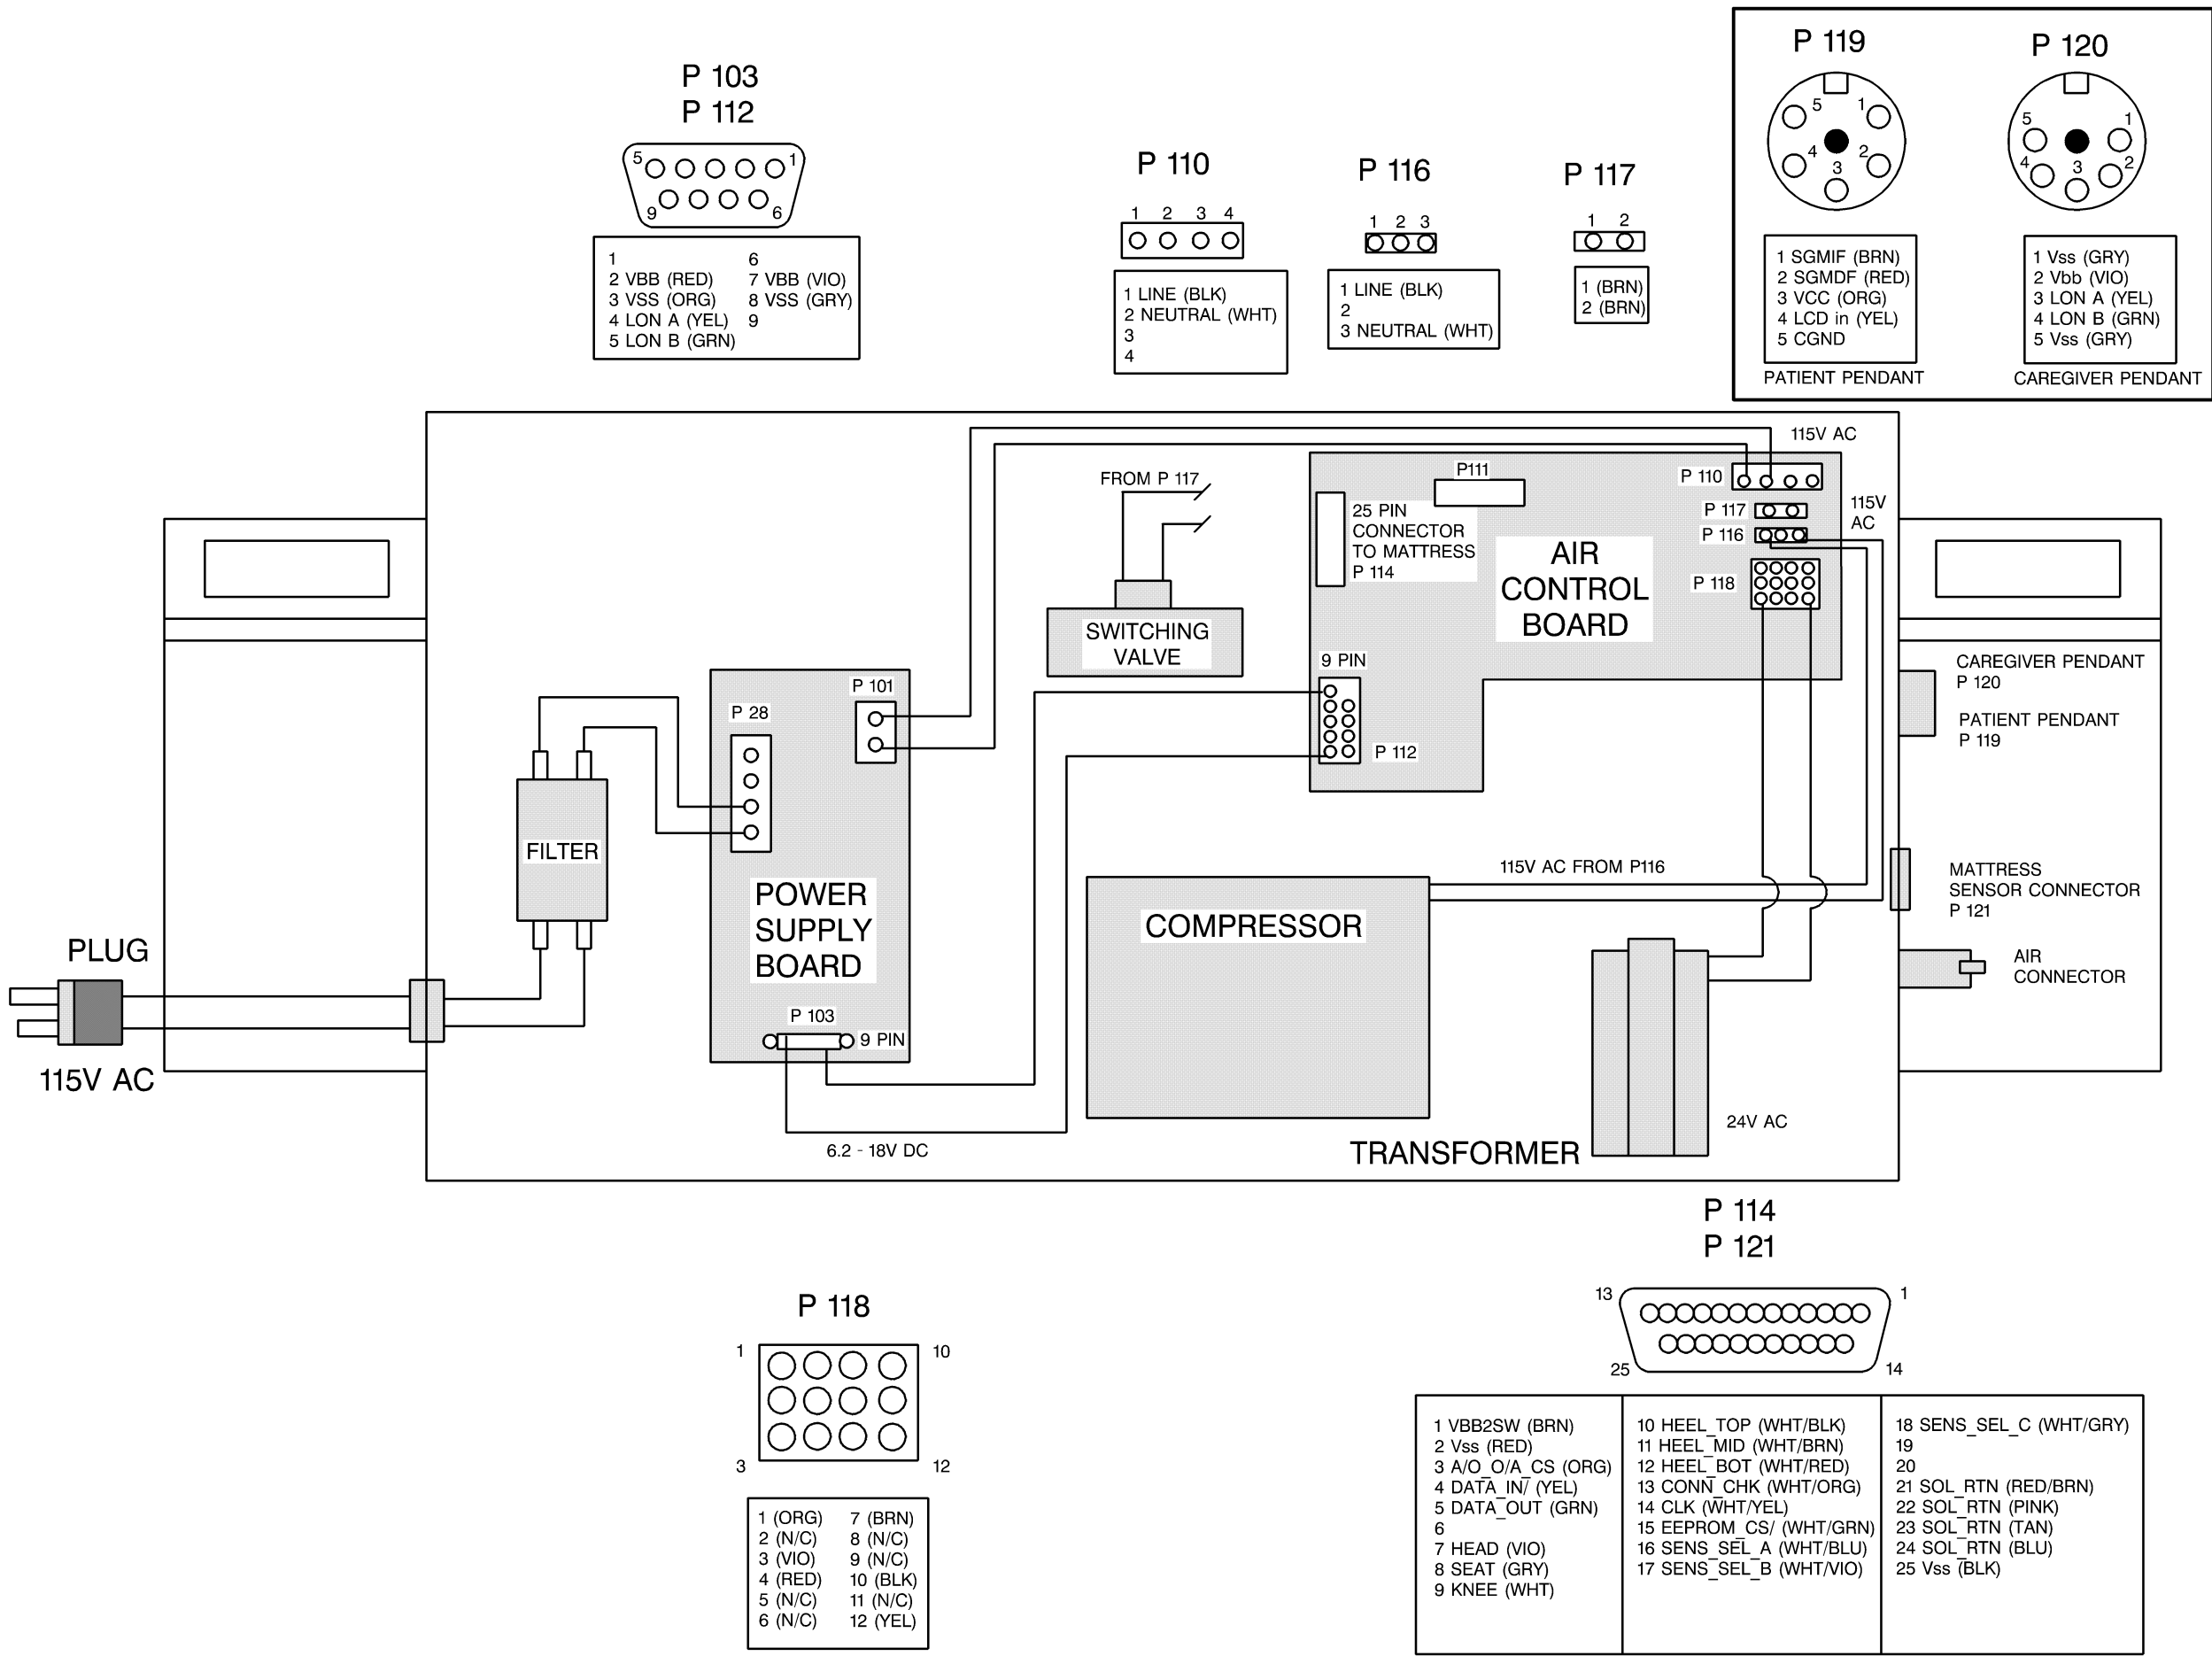 P 103
P 112
5
1
9
6
1
2 VBB (RED)
3 VSS (ORG)
4 LON A (YEL)
5 LON B (GRN)
6
7 VBB (VIO)
8 VSS (GRY)
9
P 110
1 2 3 4
1 LINE (BLK)
2 NEUTRAL (WHT)
3
4
P 116
1 2 3
1 LINE (BLK)
2
3 NEUTRAL (WHT)
P 117
1 2
1 (BRN)
2 (BRN)
P 119
5 1
4 2
3
1 SGMIF (BRN)
2 SGMDF (RED)
3 VCC (ORG)
4 LCD in (YEL)
5 CGND
PATIENT PENDANT
P 120
5 1
4 3 2
1 Vss (GRY)
2 Vbb (VIO)
3 LON A (YEL)
4 LON B (GRN)
5 Vss (GRY)
CAREGIVER PENDANT
115V AC
FROM P 117
P111
P 110
25 PIN
CONNECTOR
TO MATTRESS
P 114
P 117
115V
AC
P 116
AIR
CONTROL
BOARD
P 118
SWITCHING
VALVE
9 PIN
P 112
P 101
P 28
CAREGIVER PENDANT
P 120
PATIENT PENDANT
P 119
FILTER
POWER
SUPPLY
BOARD
115V AC FROM P116
COMPRESSOR
MATTRESS
SENSOR CONNECTOR
P 121
AIR
CONNECTOR
PLUG
115V AC
P 103
9 PIN
6.2 - 18V DC
24V AC
TRANSFORMER
P 114
P 121
13
1
25
14
P 118
1
10
3
12
1 (ORG)
2 (N/C)
3 (VIO)
4 (RED)
5 (N/C)
6 (N/C)
7 (BRN)
8 (N/C)
9 (N/C)
10 (BLK)
11 (N/C)
12 (YEL)
1 VBB2SW (BRN)
2 Vss (RED)
3 A/O_O/A_CS (ORG)
4 DATA_IN/ (YEL)
5 DATA_OUT (GRN)
6
7 HEAD (VIO)
8 SEAT (GRY)
9 KNEE (WHT)
10 HEEL_TOP (WHT/BLK)
11 HEEL_MID (WHT/BRN)
12 HEEL_BOT (WHT/RED)
13 CONN_CHK (WHT/ORG)
14 CLK (WHT/YEL)
15 EEPROM_CS/ (WHT/GRN)
16 SENS_SEL_A (WHT/BLU)
17 SENS_SEL_B (WHT/VIO)
18 SENS_SEL_C (WHT/GRY)
19
20
21 SOL_RTN (RED/BRN)
22 SOL_RTN (PINK)
23 SOL_RTN (TAN)
24 SOL_RTN (BLU)
25 Vss (BLK)